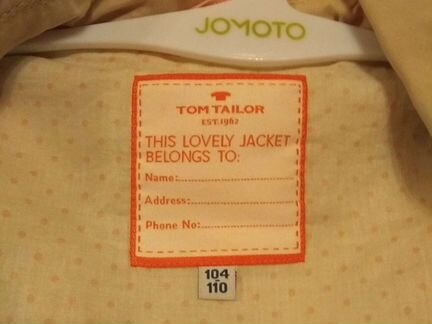 JOMOTO
TOM TAILOR
EST.1962
THIS LOVELY JACKET
BELONGS TO:
Name:
Address:
Phone No:
104
-
110